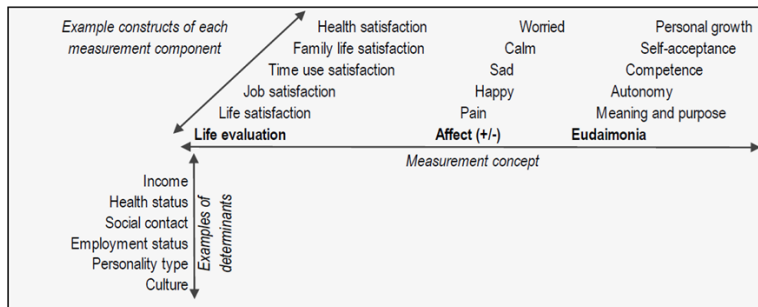 Example constructs of each
measurement component
Health satisfaction Worried Personal growth
Family life satisfaction Calm Self-acceptance
Time use satisfaction Sad Competence
Job satisfaction Happy Autonomy
Life satisfaction Pain Meaning and purpose
Life evaluation Affect (+/-) Eudaimonia
Measurement concept
Income
Health status
Social contact
Employment status
Personality type
Culture
Examples of
determinants